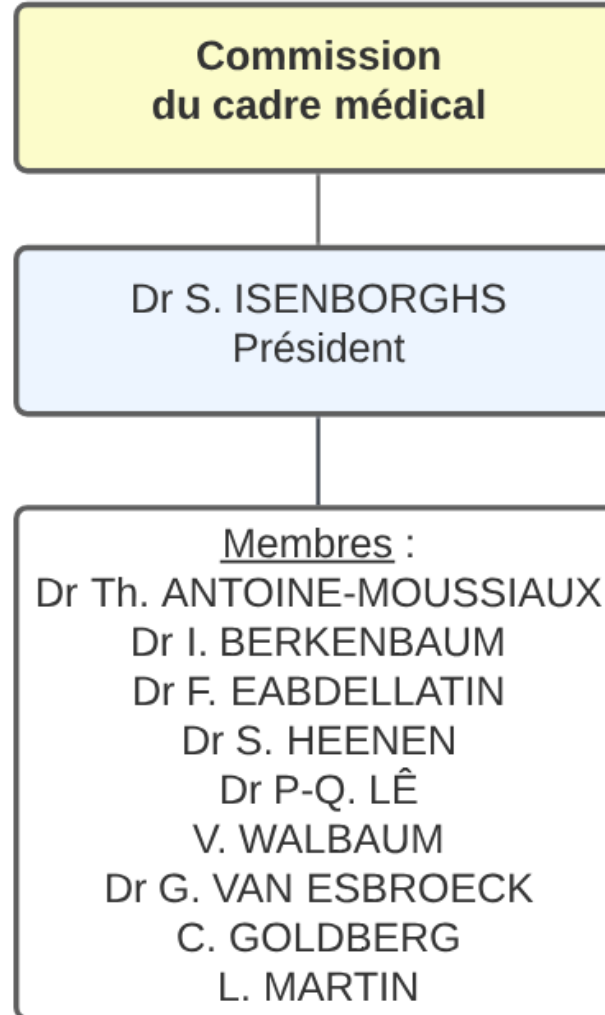 Commission
du cadre médical
Dr S. ISENBORGHS
Président
Membres :
Dr Th. ANTOINE-MOUSSIAUX
Dr I. BERKENBAUM
Dr F. EABDELLATIN
Dr S. HEENEN
Dr P-Q. LÊ
V. WALBAUM
Dr G. VAN ESBROECK
C. GOLDBERG
L. MARTIN